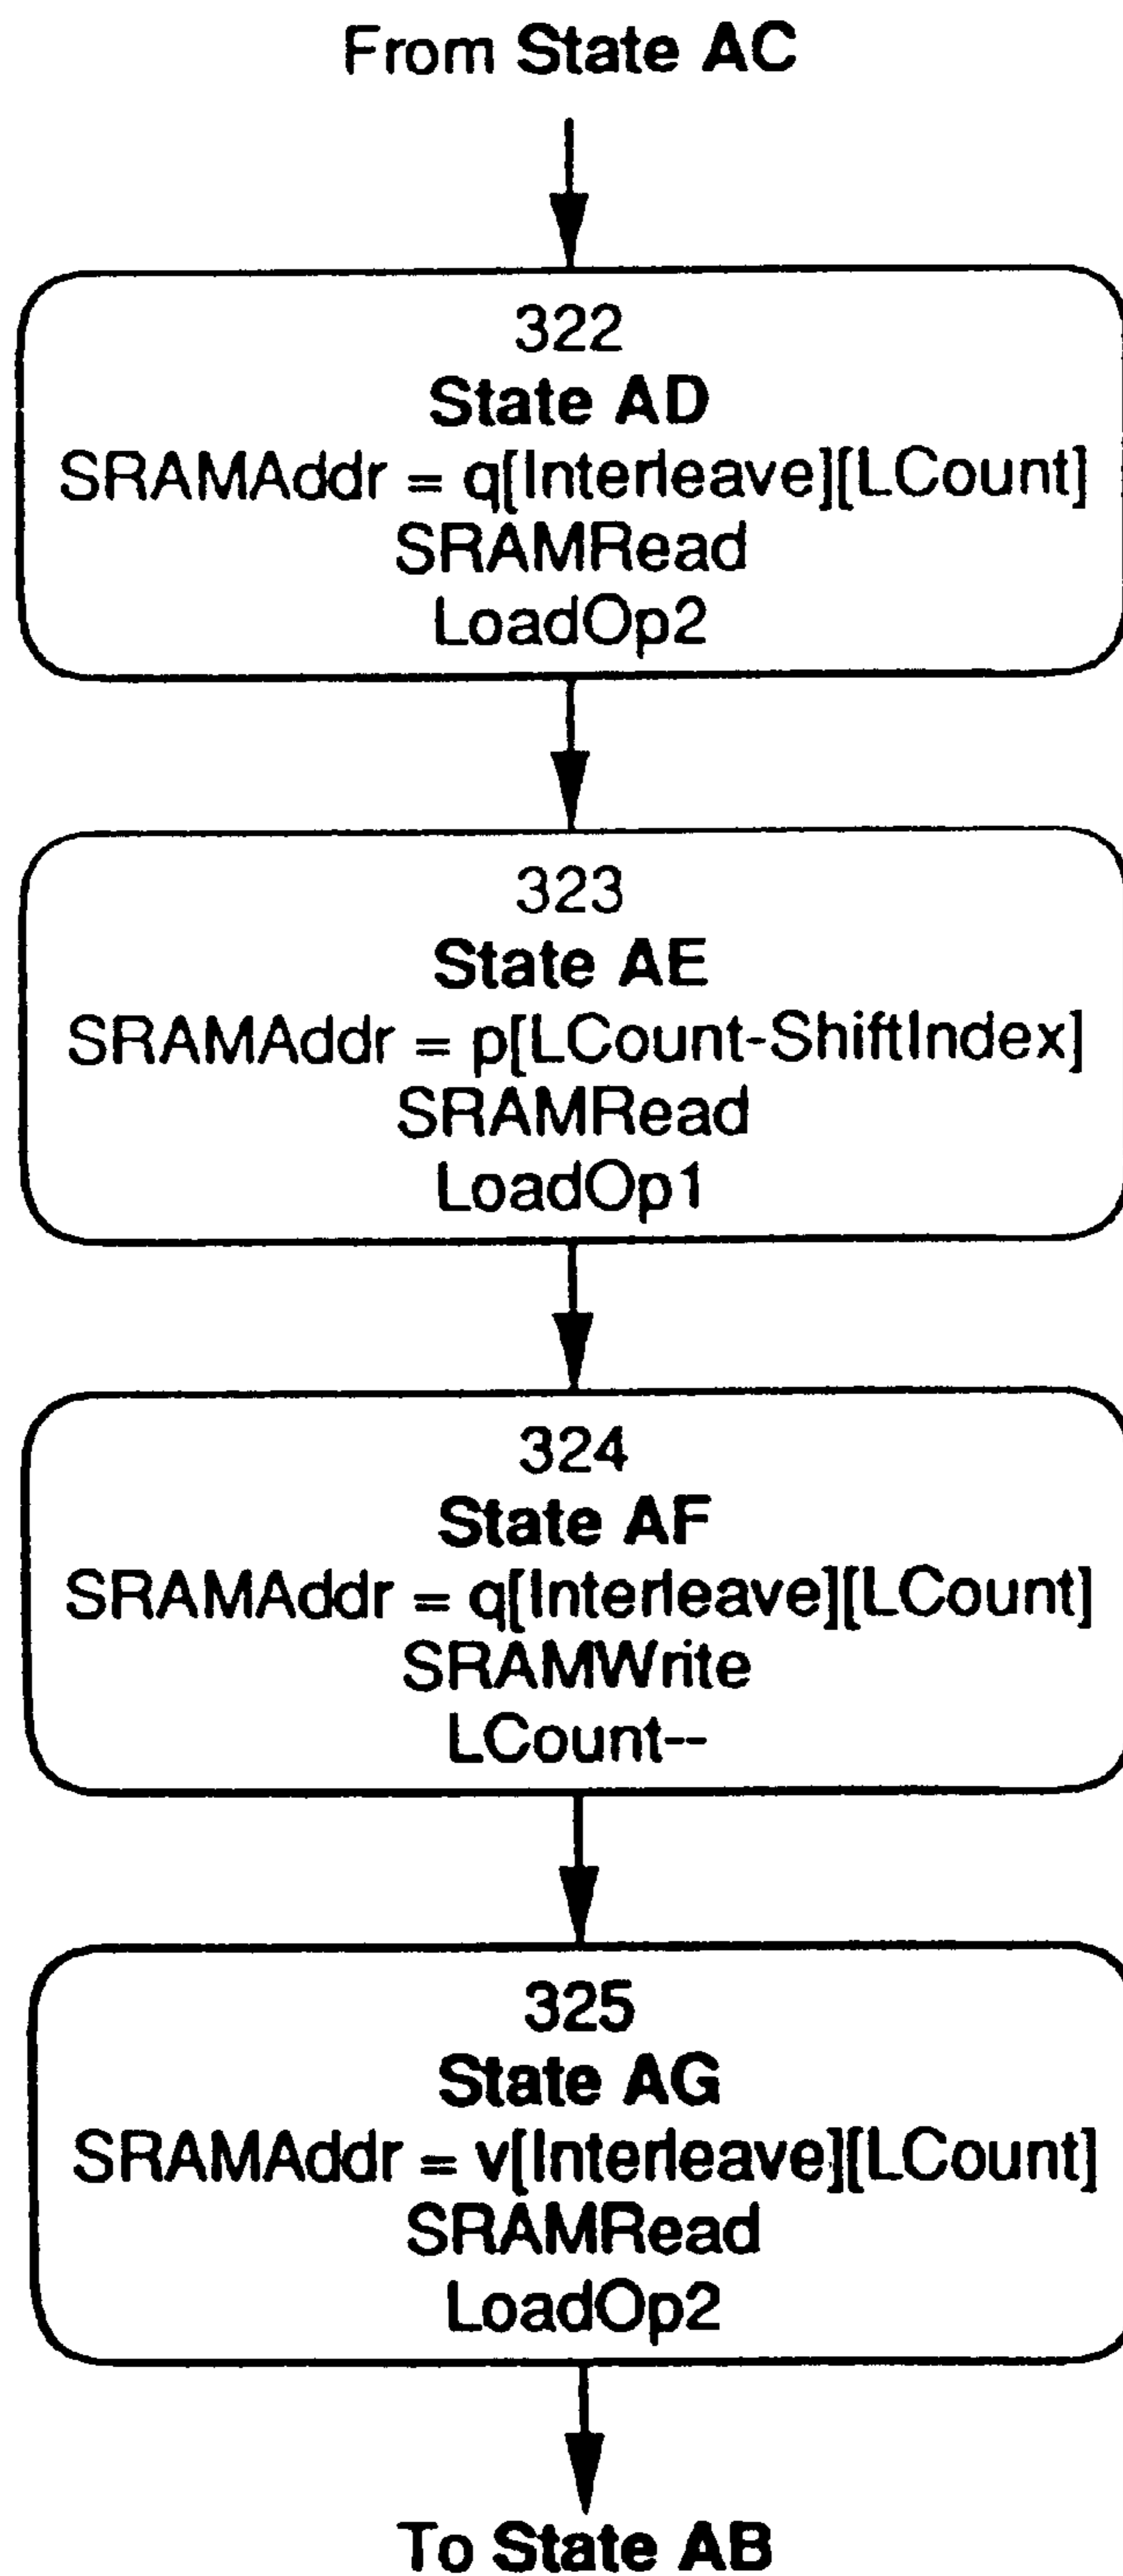 From State AC
322
State AD
SRAMAddr = q[Interleave][LCount]
SRAMRead
LoadOp2
323
State AE
SRAMAddr = p[LCount-ShiftIndex]
SRAMRead
LoadOp1
324
State AF
SRAMAddr = q[Interleave][LCount]
SRAMWrite
LCount--
325
State AG
SRAMAddr = v[Interleave][LCount]
SRAMRead
LoadOp2
To State AB